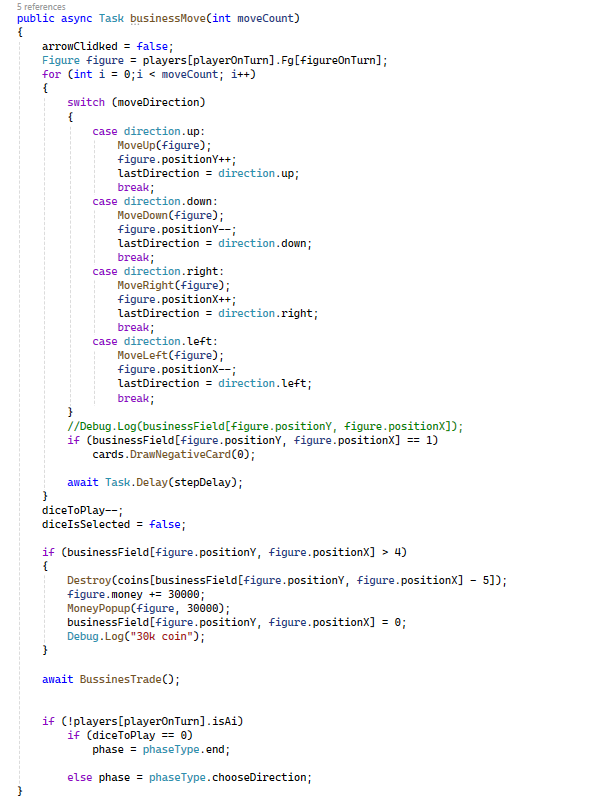 5 references
public async Task businessMove(int moveCount)
{
    arrowClidked = false;
    Figure figure = players[playerOnTurn].Fg[figureOnTurn];
    for (int i = 0;i < moveCount; i++)
    {
        switch (moveDirection)
        {
            case direction.up:
                MoveUp(figure);
                figure.positionY++;
                lastDirection = direction.up;
                break;
            case direction.down:
                MoveDown(figure);
                figure.positionY--;
                lastDirection = direction.down;
                break;
            case direction.right:
                MoveRight(figure);
                figure.positionX++;
                lastDirection = direction.right;
                break;
            case direction.left:
                MoveLeft(figure);
                figure.positionX--;
                lastDirection = direction.left;
                break;
        }
        //Debug.Log(businessField[figure.positionY, figure.positionX]);
        if (businessField[figure.positionY, figure.positionX] == 1)
            cards.DrawNegativeCard(0);

        await Task.Delay(stepDelay);
    }
    diceToPlay--;
    diceIsSelected = false;

    if (businessField[figure.positionY, figure.positionX] > 4)
    {
        Destroy(coins[businessField[figure.positionY, figure.positionX] - 5]);
        figure.money += 30000;
        MoneyPopup(figure, 30000);
        businessField[figure.positionY, figure.positionX] = 0;
        Debug.Log("30k coin");
    }

    await BussinesTrade();


    if (!players[playerOnTurn].isAi)
        if (diceToPlay == 0)
            phase = phaseType.end;

        else phase = phaseType.chooseDirection;
}